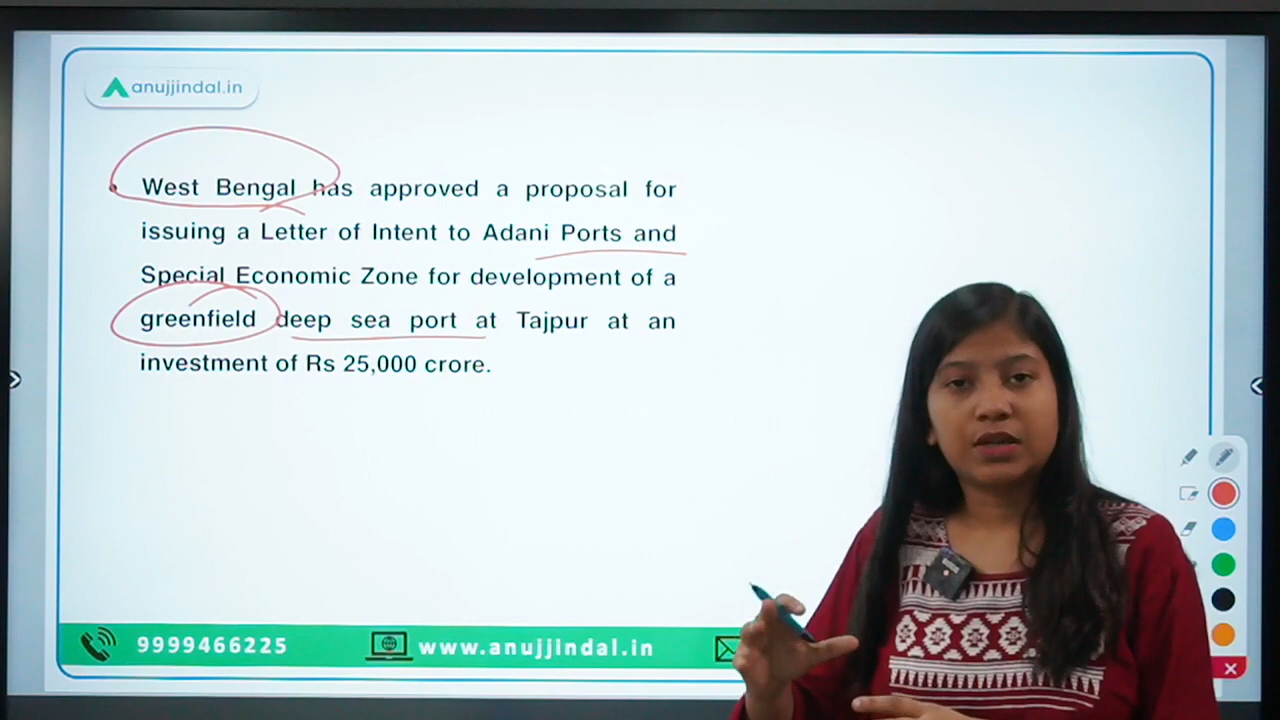 anujjindal.in
West Bengal has approved a proposal for
issuing a Letter of Intent to Adani Ports and
Special Economic Zone for development of a
greenfield deep sea port at Tajpur at an
investment of Rs 25,000 crore.
9999466225 www.anujjindal.in